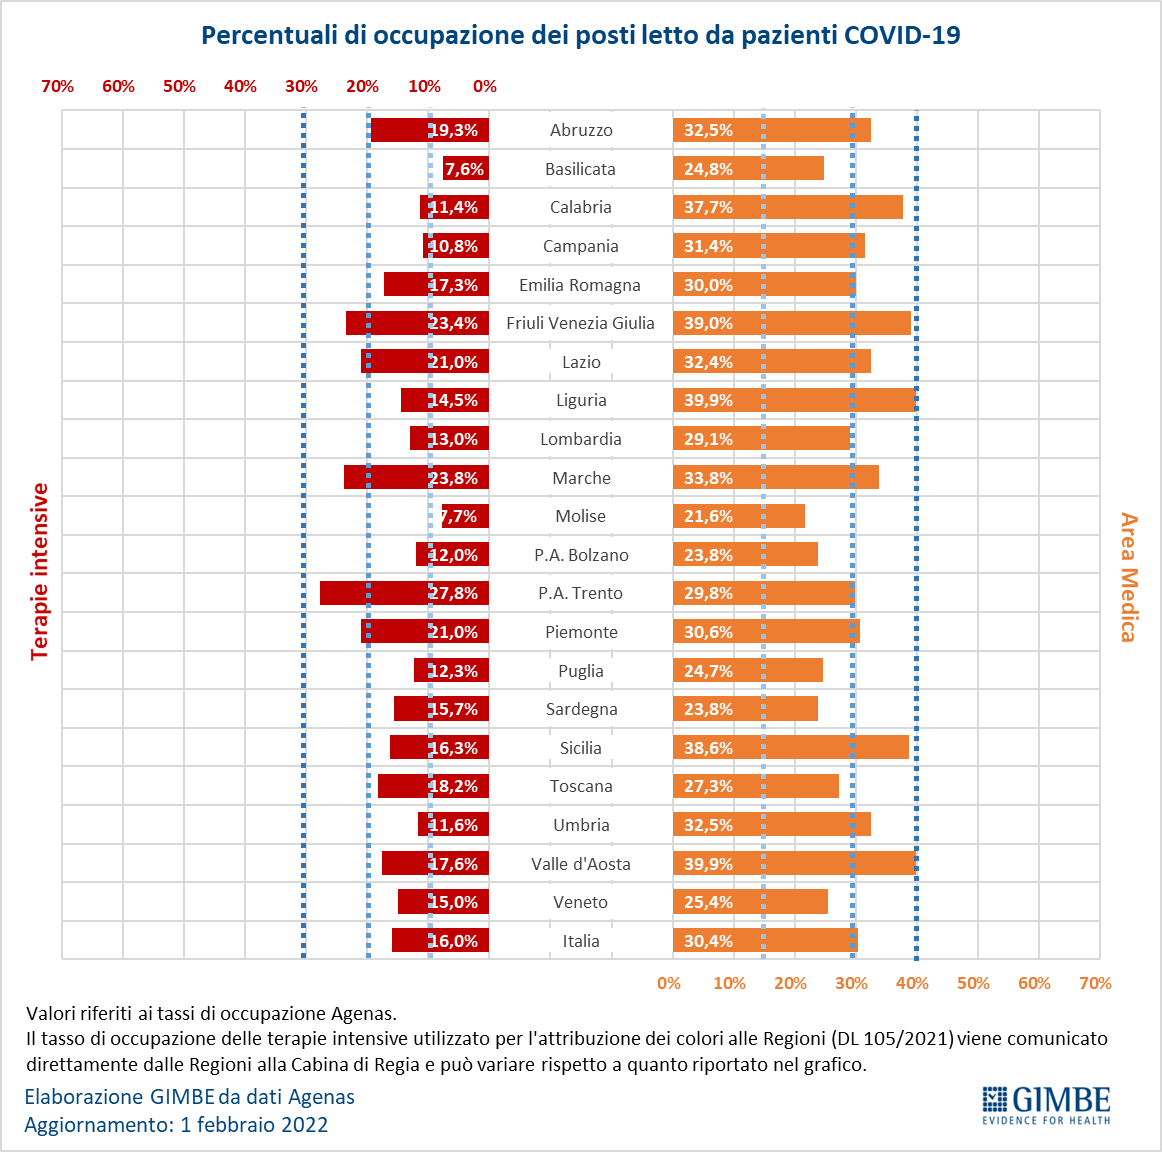 Percentuali di occupazione dei posti letto da pazienti COVID-19
70% 60% 50% 40% 30% 20% 10% 0%
19,3% Abruzzo 32,5%
7,6% Basilicata 24,8%
11,4% Calabria 37,7%
10,8% Campania 31,4%
17,3% Emilia Romagna 30,0%
23,4% Friuli Venezia Giulia 39,0%
21,0% Lazio 32,4%
14,5% Liguria 39,9%
13,0% Lombardia 29,1%
23,8% Marche 33,8%
7,7% Molise 21,6%
12,0% P.A. Bolzano 23,8%
27,8% P.A. Trento 29,8%
21,0% Piemonte 30,6%
12,3% Puglia 24,7%
15,7% Sardegna 23,8%
16,3% Sicilia 38,6%
18,2% Toscana 27,3%
11,6% Umbria 32,5%
17,6% Valle d'Aosta 39,9%
15,0% Veneto 25,4%
16,0% Italia 30,4%
Terapie intensive
Area Medica
0% 10% 20% 30% 40% 50% 60% 70%
Valori riferiti ai tassi di occupazione Agenas.
Il tasso di occupazione delle terapie intensive utilizzato per l'attribuzione dei colori alle Regioni (DL 105/2021) viene comunicato
direttamente dalle Regioni alla Cabina di Regia e può variare rispetto a quanto riportato nel grafico.
Elaborazione GIMBE da dati Agenas
Aggiornamento: 1 febbraio 2022
GIMBE
EVIDENCE FOR HEALTH